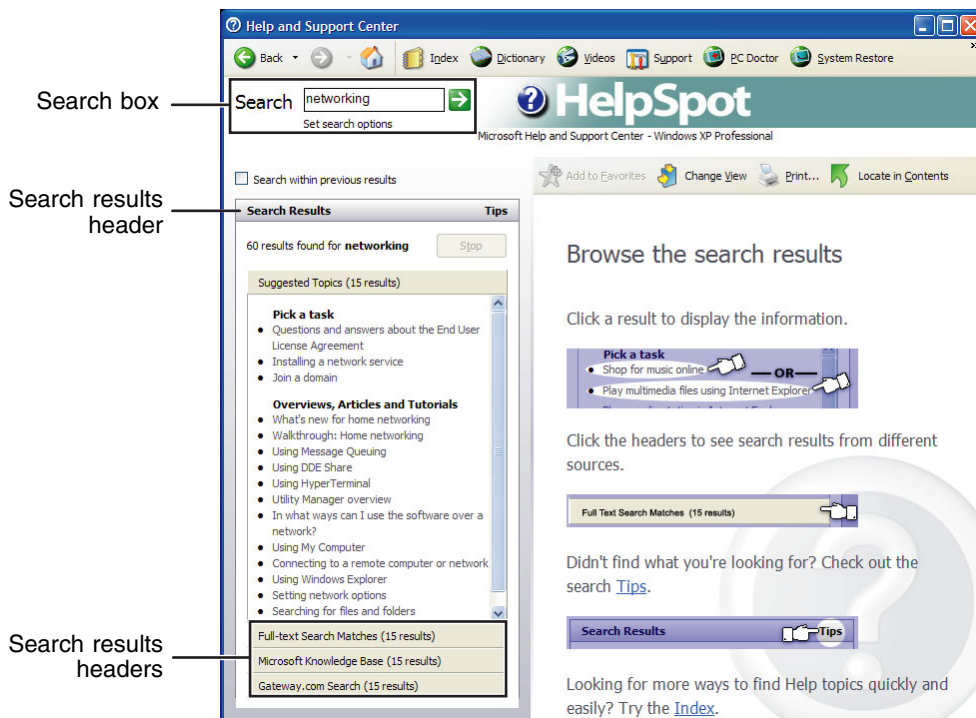 Help and Support Center
Back
Index
Dictionary
Videos
Support
PC Doctor
System Restore
»
Search box
Search
networking
Set search options
? HelpSpot
Microsoft Help and Support Center - Windows XP Professional
Search within previous results
Add to Favorites
Change View
Print...
Locate in Contents
Search results
header
Search Results
Tips
60 results found for networking
Stop
Suggested Topics (15 results)
Pick a task
• Questions and answers about the End User
License Agreement
• Installing a network service
• Join a domain
Overviews, Articles and Tutorials
• What's new for home networking
• Walkthrough: Home networking
• Using Message Queuing
• Using DDE Share
• Using HyperTerminal
• Utility Manager overview
• In what ways can I use the software over a
network?
• Using My Computer
• Connecting to a remote computer or network
• Using Windows Explorer
• Setting network options
• Searching for files and folders
Search results
headers
Full-text Search Matches (15 results)
Microsoft Knowledge Base (15 results)
Gateway.com Search (15 results)
Browse the search results
Click a result to display the information.
Pick a task
• Shop for music online
— OR —
• Play multimedia files using Internet Explorer
Click the headers to see search results from different
sources.
Full Text Search Matches (15 results)
Didn't find what you're looking for? Check out the
search Tips.
Search Results
Tips
Looking for more ways to find Help topics quickly and
easily? Try the Index.